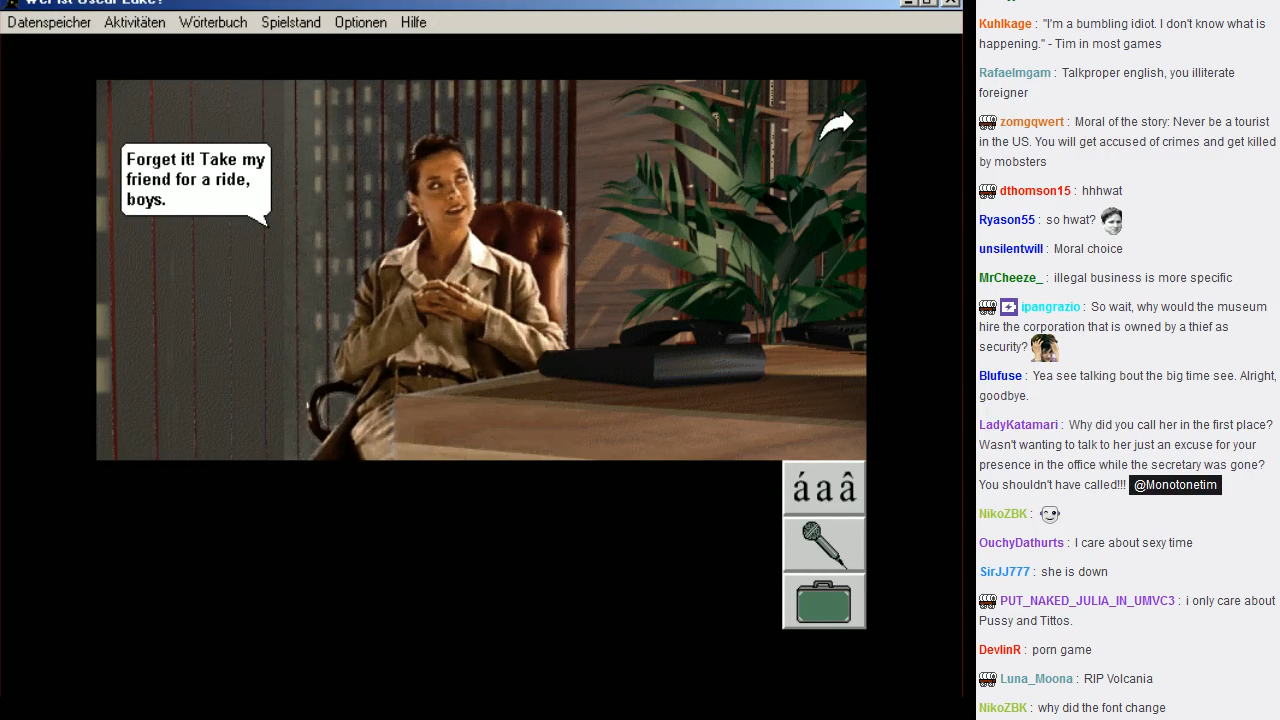 Wer ist Oscar Lake?
Datenspeicher Aktivitäten Wörterbuch Spielstand Optionen Hilfe
Forget it! Take my
friend for a ride,
boys.
á a â
Kuhlkage : "I'm a bumbling idiot. I don't know what is
happening." - Tim in most games
Rafaelmgam : Talkproper english, you illiterate
foreigner
zomgqwert : Moral of the story: Never be a tourist
in the US. You will get accused of crimes and get killed
by mobsters
dthomson15 : hhhwat
Ryason55 : so hwat?
unsilentwill : Moral choice
MrCheeze_ : illegal business is more specific
ipangrazio : So wait, why would the museum
hire the corporation that is owned by a thief as
security?
Blufuse : Yea see talking bout the big time see. Alright,
goodbye.
LadyKatamari : Why did you call her in the first place?
Wasn't wanting to talk to her just an excuse for your
presence in the office while the secretary was gone?
You shouldn't have called!!! @Monotonetim
NikoZBK :
OuchyDathurts : I care about sexy time
SirJJ777 : she is down
PUT_NAKED_JULIA_IN_UMVC3 : i only care about
Pussy and Tittos.
DevlinR : porn game
Luna_Moona : RIP Volcania
NikoZBK : why did the font change